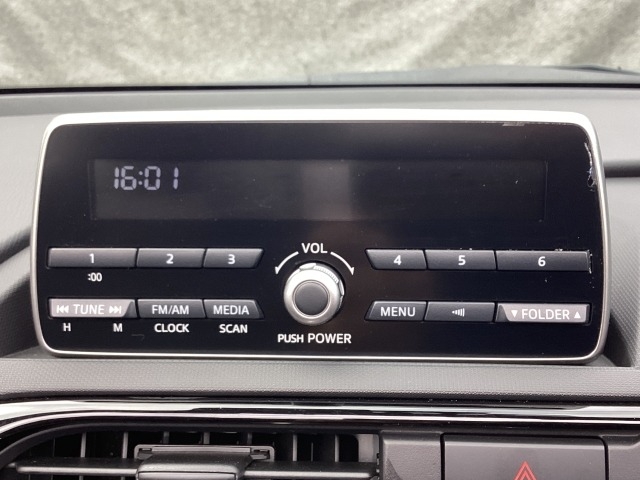 16:01
VOL
1 2 3 4 5 6
:00
TUNE FM/AM MEDIA MENU FOLDER
H M CLOCK SCAN PUSH POWER